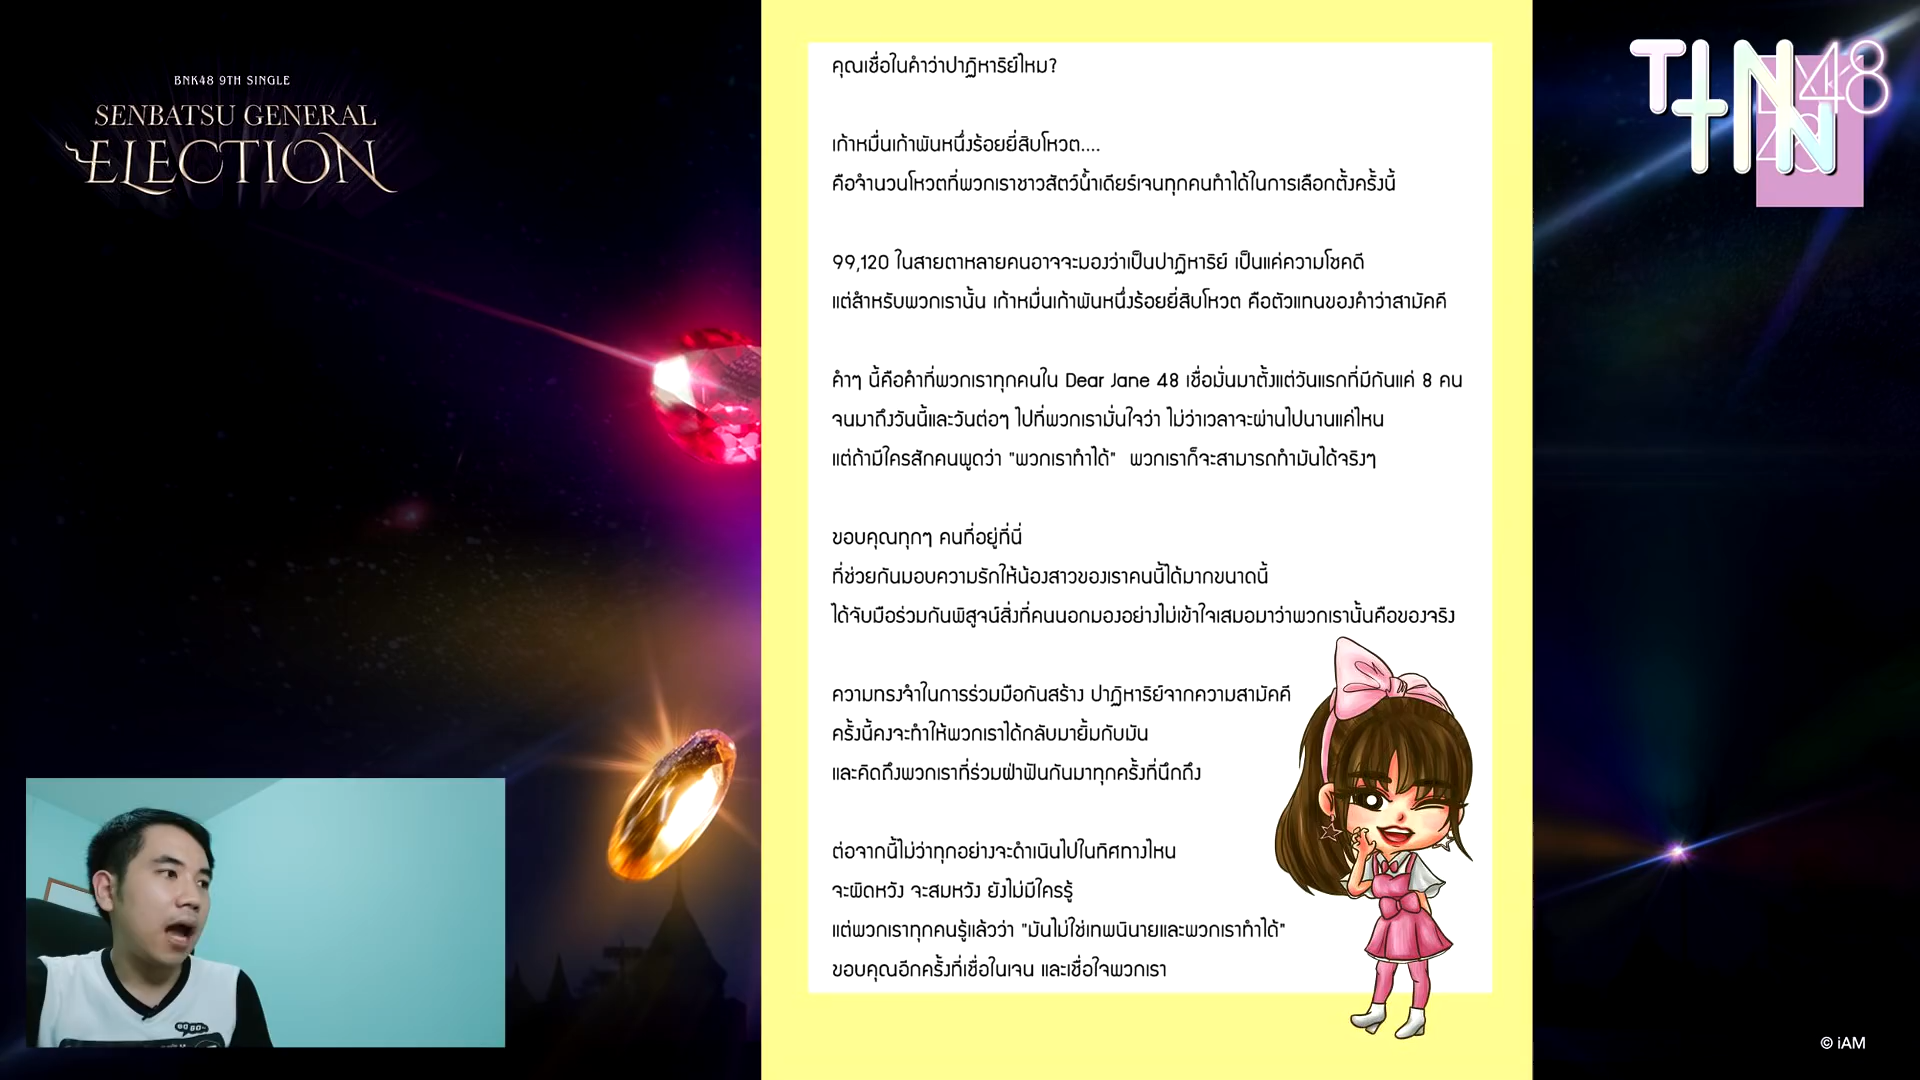 BNK48 9TH SINGLE
SENBATSU GENERAL
ELECTION
คุณเชื่อในคำว่าปาฏิหาริย์ไหม?
เก้าหมื่นเก้าพันหนึ่งร้อยยี่สิบโหวต....
คือจำนวนโหวตที่พวกเราชาวสัตว์น้ำเดียร์เจนทุกคนทำได้ในการเลือกตั้งครั้งนี้
99,120 ในสายตาหลายคนอาจจะมองว่าเป็นปาฏิหาริย์ เป็นแค่ความโชคดี
แต่สำหรับพวกเรานั้น เก้าหมื่นเก้าพันหนึ่งร้อยยี่สิบโหวต คือตัวแทนของคำว่าสามัคคี
คำๆ นี้คือคำที่พวกเราทุกคนใน Dear Jane 48 เชื่อมั่นมาตั้งแต่วันแรกที่มีกันแค่ 8 คน
จนมาถึงวันนี้และวันต่อๆ ไปที่พวกเรามั่นใจว่า ไม่ว่าเวลาจะผ่านไปนานแค่ไหน
แต่ถ้ามีใครสักคนพูดว่า "พวกเราทำได้" พวกเราก็จะสามารถทำมันได้จริงๆ
ขอบคุณทุกๆ คนที่อยู่ที่นี่
ที่ช่วยกันมอบความรักให้น้องสาวของเราคนนี้ได้มากขนาดนี้
ได้จับมือร่วมกันพิสูจน์สิ่งที่คนนอกมองอย่างไม่เข้าใจเสมอมาว่าพวกเรานั้นคือของจริง
ความทรงจำในการร่วมมือกันสร้าง ปาฏิหาริย์จากความสามัคคี
ครั้งนี้คงจะทำให้พวกเราได้กลับมายิ้มกับมัน
และคิดถึงพวกเราที่ร่วมฝ่าฟันกันมาทุกครั้งที่นึกถึง
ต่อจากนี้ไม่ว่าทุกอย่างจะดำเนินไปในทิศทางไหน
จะผิดหวัง จะสมหวัง ยังไม่มีใครรู้
แต่พวกเราทุกคนรู้แล้วว่า "มันไม่ใช่เทพนินายและพวกเราทำได้"
ขอบคุณอีกครั้งที่เชื่อในเจน และเชื่อใจพวกเรา
TIN
TIN
48
© iAM